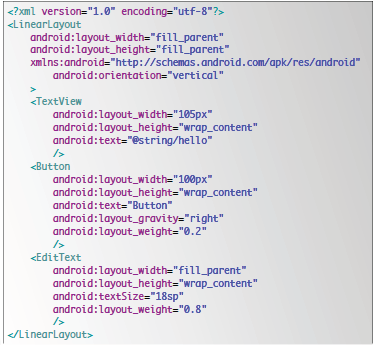 <?xml version="1.0" encoding="utf-8"?>
<LinearLayout
    android:layout_width="fill_parent"
    android:layout_height="fill_parent"
    xmlns:android="http://schemas.android.com/apk/res/android"
        android:orientation="vertical"
    >
    <TextView
        android:layout_width="105px"
        android:layout_height="wrap_content"
        android:text="@string/hello"
        />
    <Button
        android:layout_width="100px"
        android:layout_height="wrap_content"
        android:text="Button"
        android:layout_gravity="right"
        android:layout_weight="0.2"
        />
    <EditText
        android:layout_width="fill_parent"
        android:layout_height="wrap_content"
        android:textSize="18sp"
        android:layout_weight="0.8"
        />
</LinearLayout>